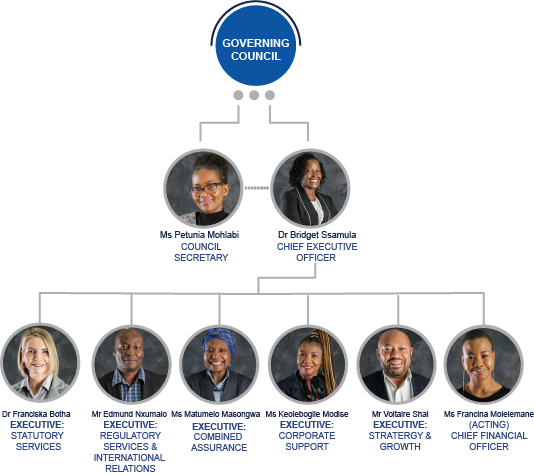 GOVERNING
COUNCIL
Ms Petunia Mohlabi
COUNCIL
SECRETARY
Dr Bridget Ssamula
CHIEF EXECUTIVE
OFFICER
Dr Franciska Botha
EXECUTIVE:
STATUTORY
SERVICES
Mr Edmund Nxumalo
EXECUTIVE:
REGULATORY
SERVICES &
INTERNATIONAL
RELATIONS
Ms Matumelo Masongwa
EXECUTIVE:
COMBINED
ASSURANCE
Ms Keolebogile Modise
EXECUTIVE:
CORPORATE
SUPPORT
Mr Voltaire Shai
EXECUTIVE:
STRATERGY &
GROWTH
Ms Francina Molelemane
(ACTING)
CHIEF FINANCIAL
OFFICER